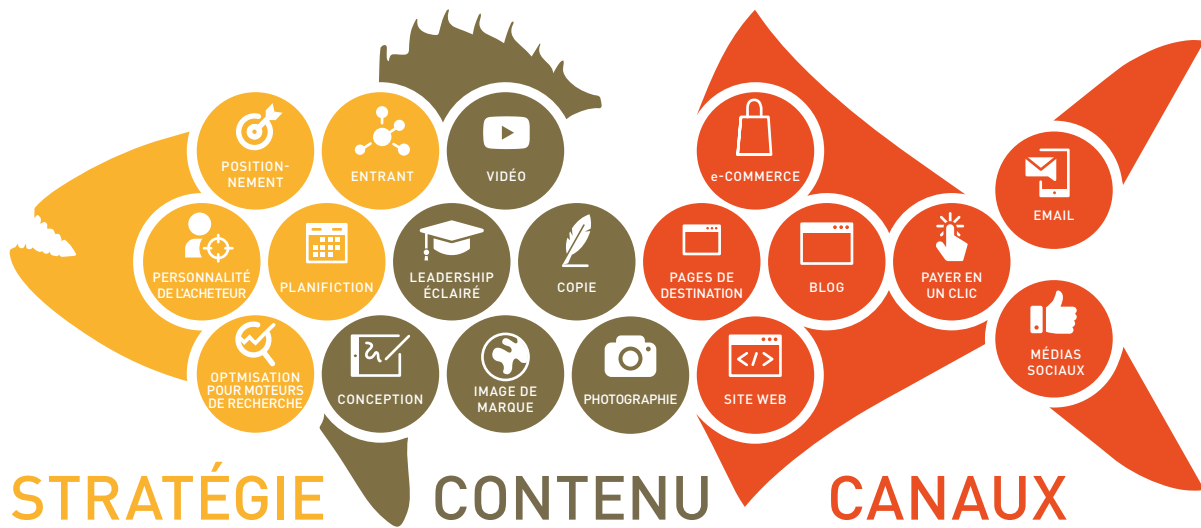 POSITION-
NEMENT
ENTRANT
VIDÉO
e-COMMERCE
EMAIL
PERSONNALITÉ
DE L'ACHETEUR
PLANIFICTION
LEADERSHIP
ÉCLAIRÉ
COPIE
PAGES DE
DESTINATION
BLOG
PAYER EN
UN CLIC
OPTMISATION
POUR MOTEURS
DE RECHERCHE
CONCEPTION
IMAGE DE
MARQUE
PHOTOGRAPHIE
</>
SITE WEB
MÉDIAS
SOCIAUX
STRATÉGIE
CONTENU
CANAUX